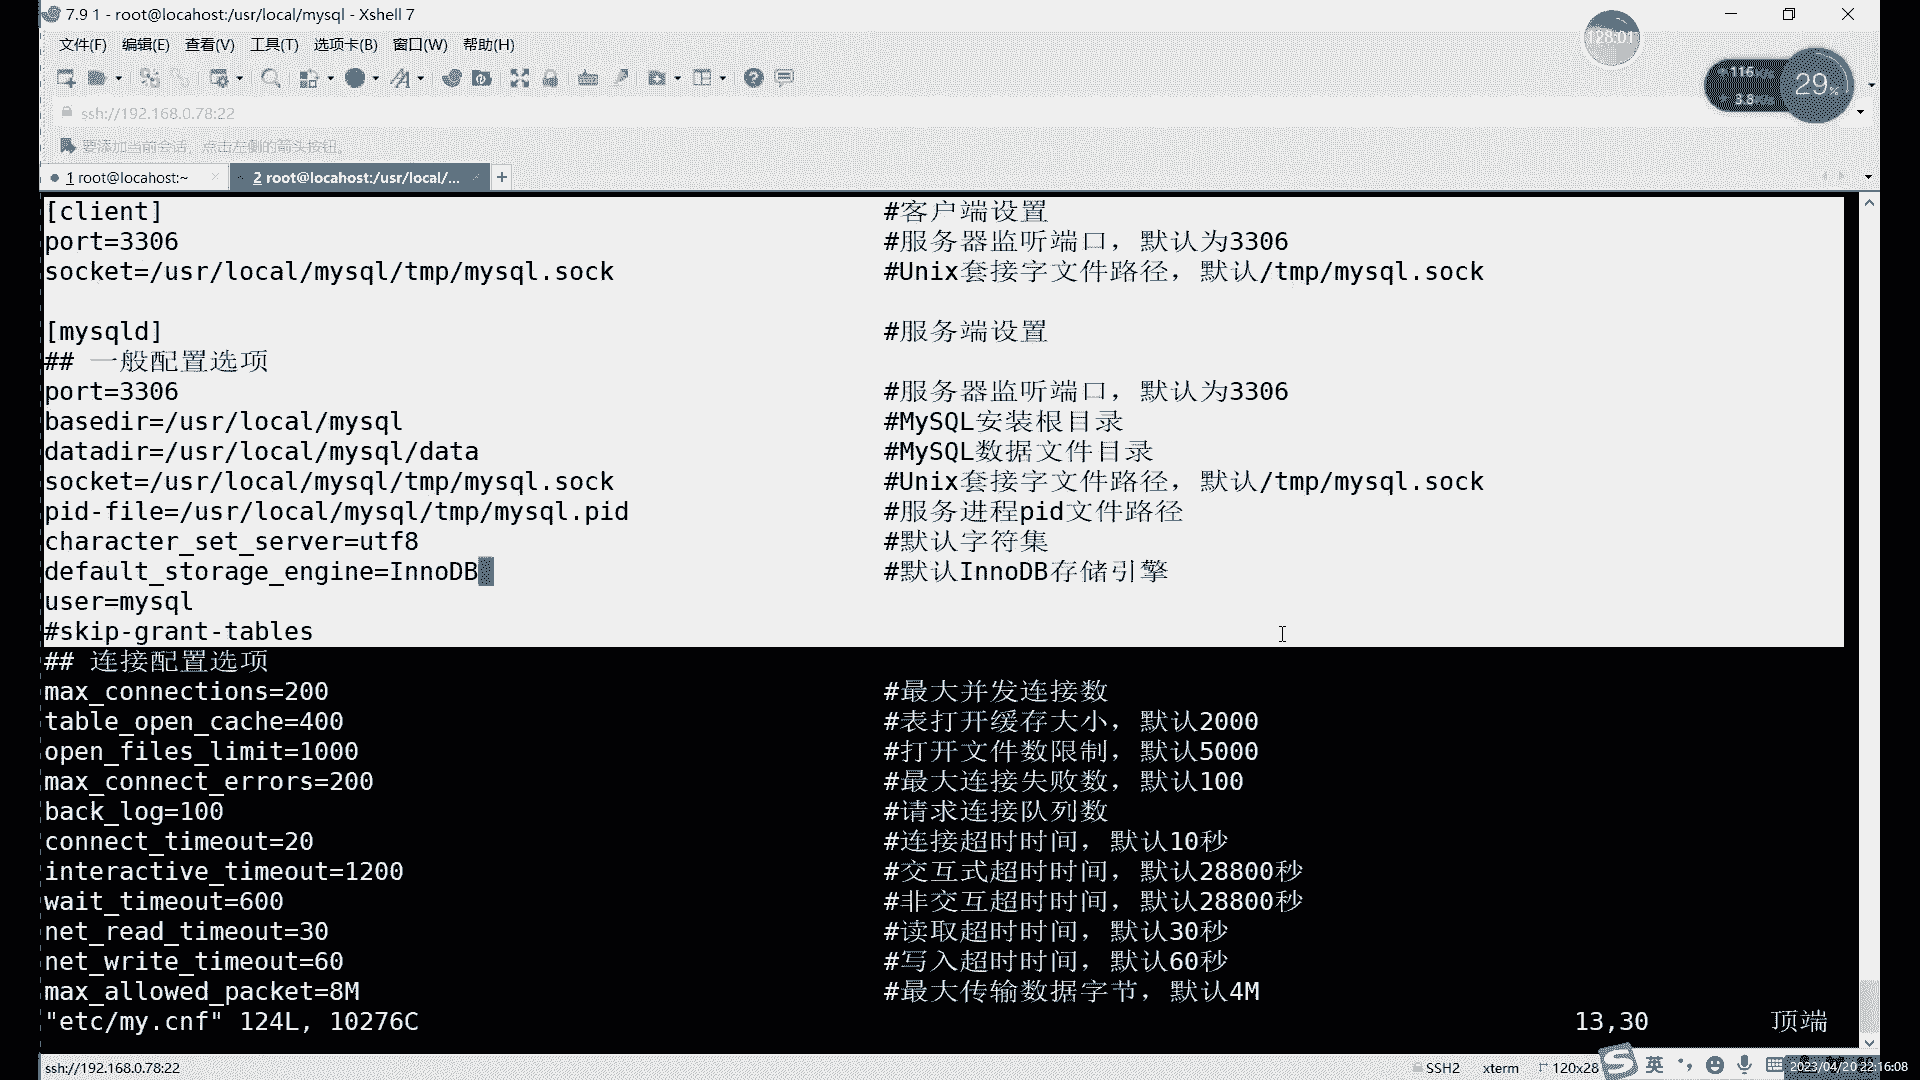 7.9 1 - root@locahost:/usr/local/mysql - Xshell 7
文件(F) 编辑(E) 查看(V) 工具(T) 选项卡(B) 窗口(W) 帮助(H)
128:01
116K/s
3.8K/s
29%
ssh://192.168.0.78:22
要添加当前会话，点击左侧的箭头按钮。
1 root@locahost:~ 2 root@locahost:/usr/local/... +
[client] #客户端设置
port=3306 #服务器监听端口，默认为3306
socket=/usr/local/mysql/tmp/mysql.sock #Unix套接字文件路径，默认/tmp/mysql.sock
[mysqld] #服务端设置
## 一般配置选项
port=3306 #服务器监听端口，默认为3306
basedir=/usr/local/mysql #MySQL安装根目录
datadir=/usr/local/mysql/data #MySQL数据文件目录
socket=/usr/local/mysql/tmp/mysql.sock #Unix套接字文件路径，默认/tmp/mysql.sock
pid-file=/usr/local/mysql/tmp/mysql.pid #服务进程pid文件路径
character_set_server=utf8 #默认字符集
default_storage_engine=InnoDB #默认InnoDB存储引擎
user=mysql
#skip-grant-tables
## 连接配置选项
max_connections=200 #最大并发连接数
table_open_cache=400 #表打开缓存大小，默认2000
open_files_limit=1000 #打开文件数限制，默认5000
max_connect_errors=200 #最大连接失败数，默认100
back_log=100 #请求连接队列数
connect_timeout=20 #连接超时时间，默认10秒
interactive_timeout=1200 #交互式超时时间，默认28800秒
wait_timeout=600 #非交互超时时间，默认28800秒
net_read_timeout=30 #读取超时时间，默认30秒
net_write_timeout=60 #写入超时时间，默认60秒
max_allowed_packet=8M #最大传输数据字节，默认4M
"etc/my.cnf" 124L, 10276C 13,30 顶端
ssh://192.168.0.78:22 SSH2 xterm 120x28 英 2023/04/20 22:16:08